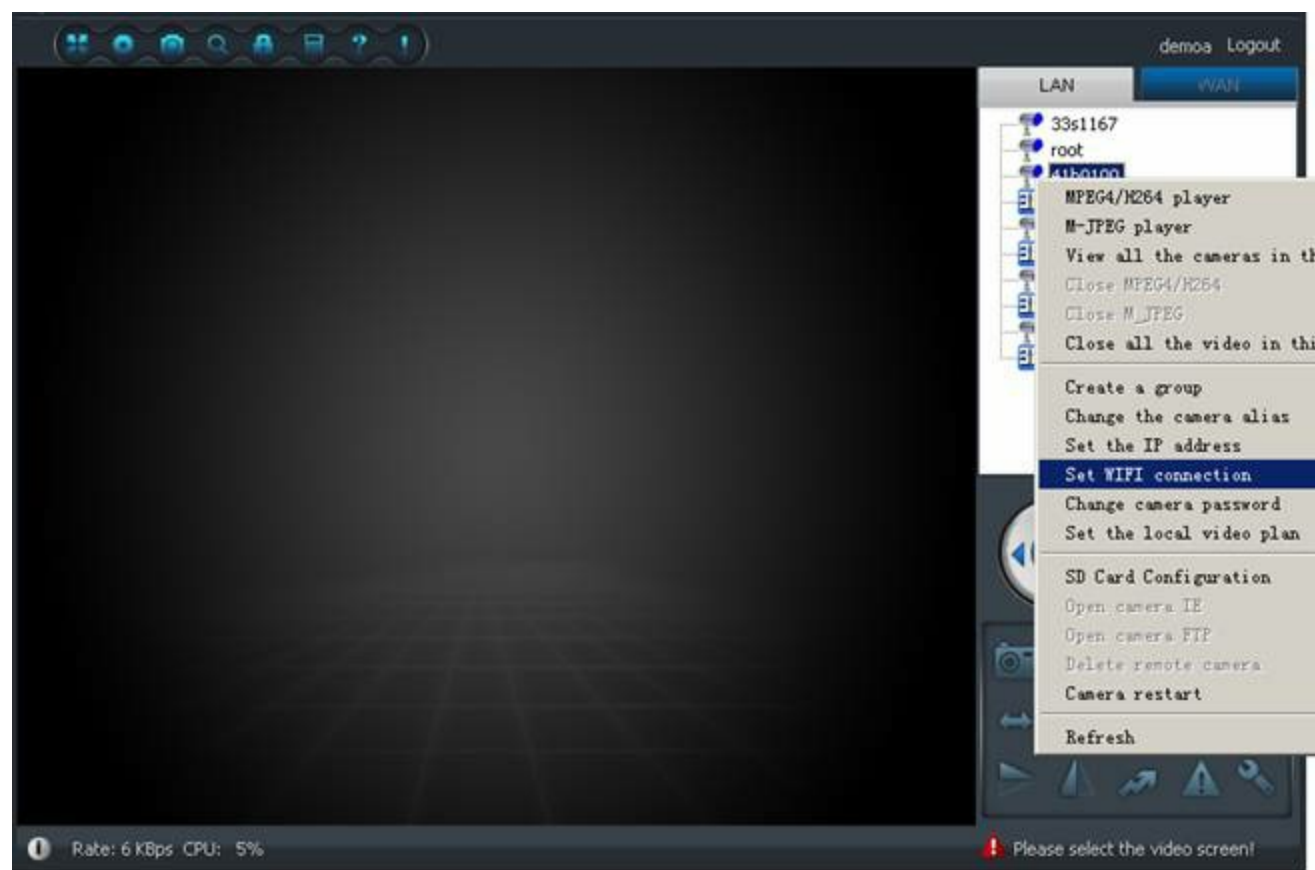 demoa Logout
LAN WAN
33s1167
root
41b0100
MPEG4/H264 player
M-JPEG player
View all the cameras in th
Close MPEG4/H264
Close M_JPEG
Close all the video in thi
Create a group
Change the camera alias
Set the IP address
Set WIFI connection
Change camera password
Set the local video plan
SD Card Configuration
Open camera IE
Open camera FTP
Delete remote camera
Camera restart
Refresh
Rate: 6 KBps CPU: 5%
Please select the video screen!